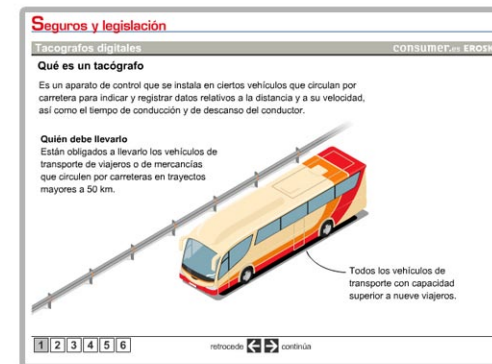 Seguros y legislación
Tacografos digitales
consumer.es EROSKI
Qué es un tacógrafo
Es un aparato de control que se instala en ciertos vehículos que circulan por
carretera para indicar y registrar datos relativos a la distancia y a su velocidad,
así como el tiempo de conducción y de descanso del conductor.
Quién debe llevarlo
Están obligados a llevarlo los vehículos de
transporte de viajeros o de mercancías
que circulen por carreteras en trayectos
mayores a 50 km.
Todos los vehículos de
transporte con capacidad
superior a nueve viajeros.
1 2 3 4 5 6
retrocede continúa